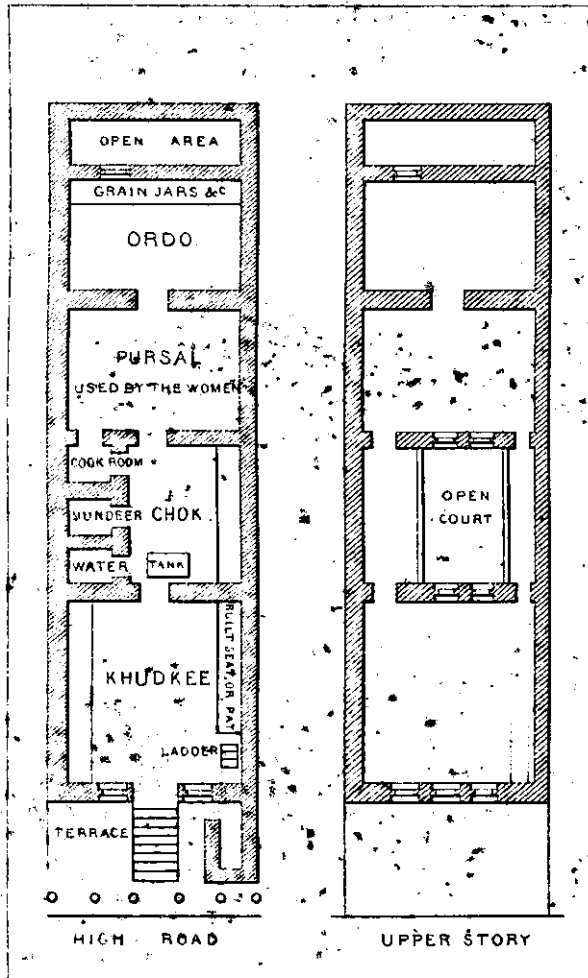 OPEN AREA
GRAIN JARS &c
ORDO
PURSAL
USED BY THE WOMEN
COOK ROOM
MUNDEER
CHOK
WATER
TANK
KHUDKEE
BUILT SEAT, OR PAT
LADDER
TERRACE
HIGH ROAD
OPEN
COURT
UPPER STORY